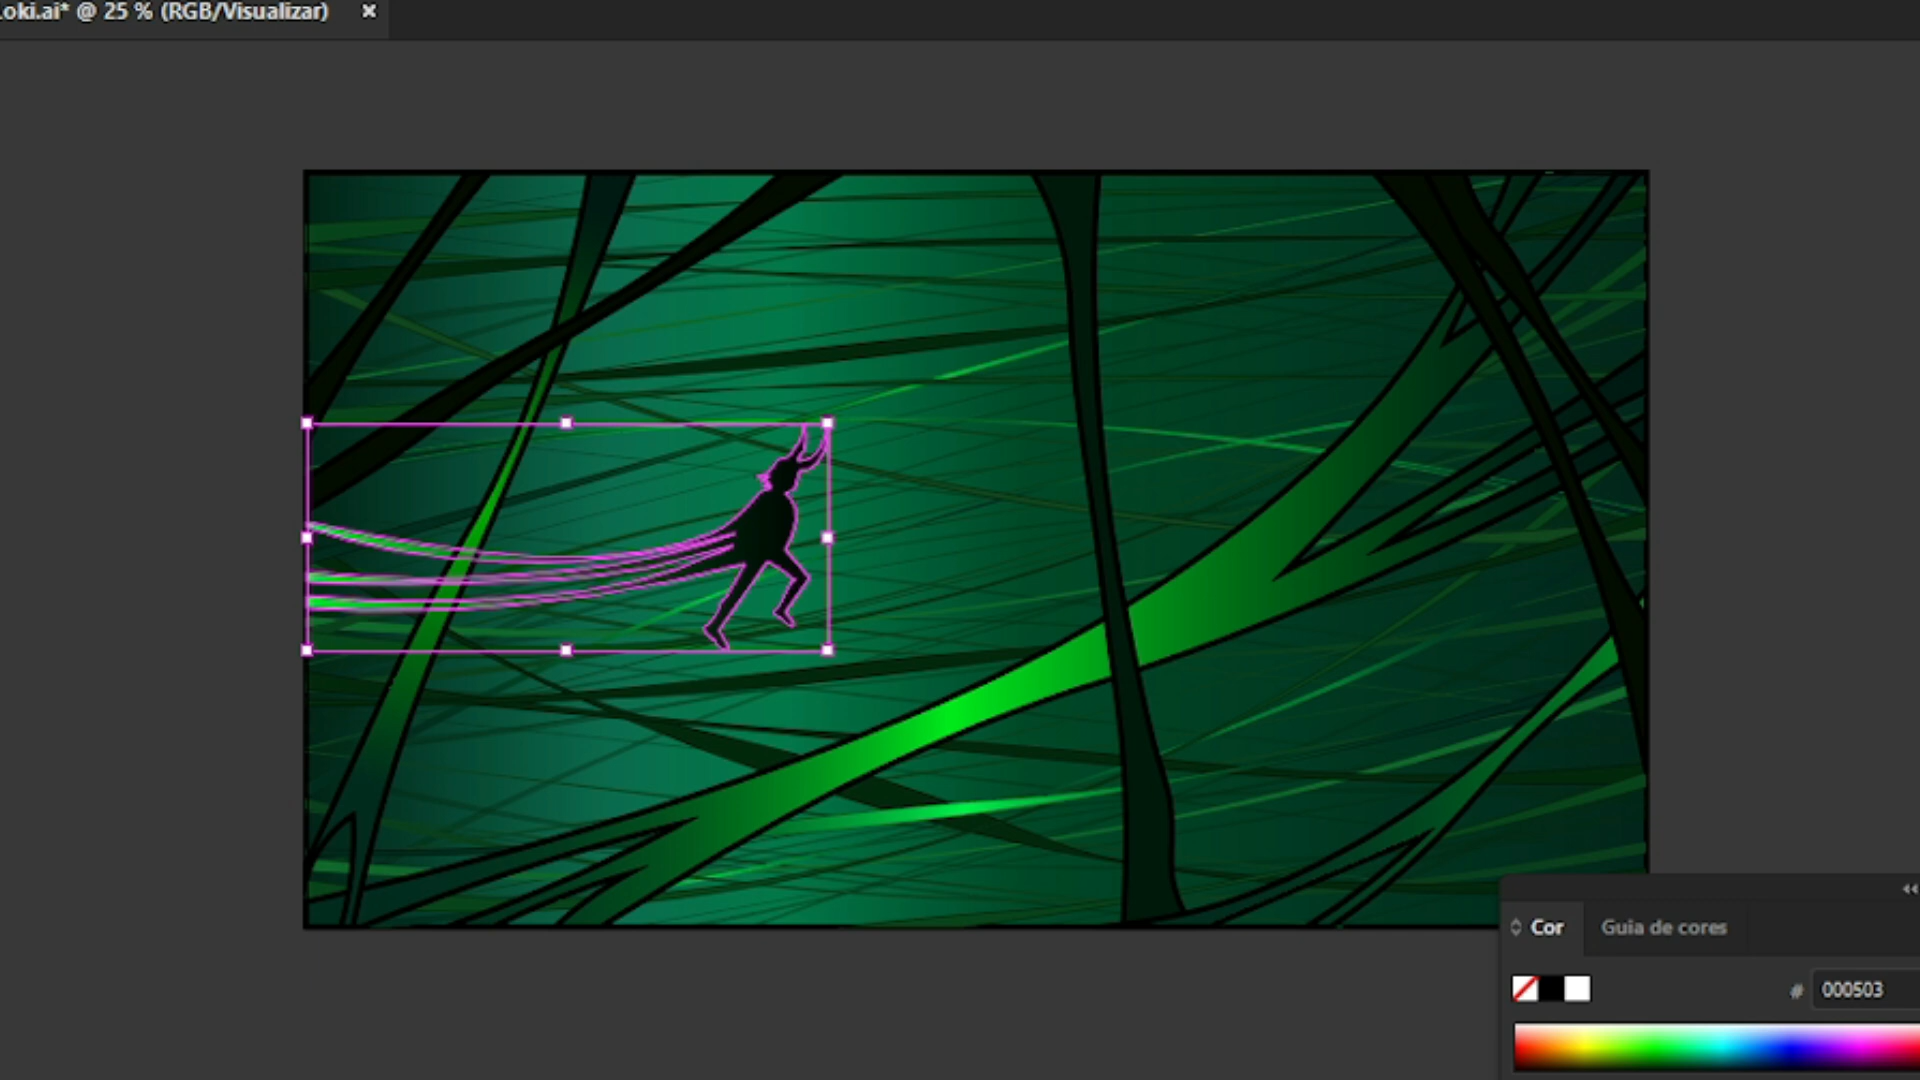 oki.ai* @ 25 % (RGB/Visualizar) ×
Cor
Guia de cores
# 000503